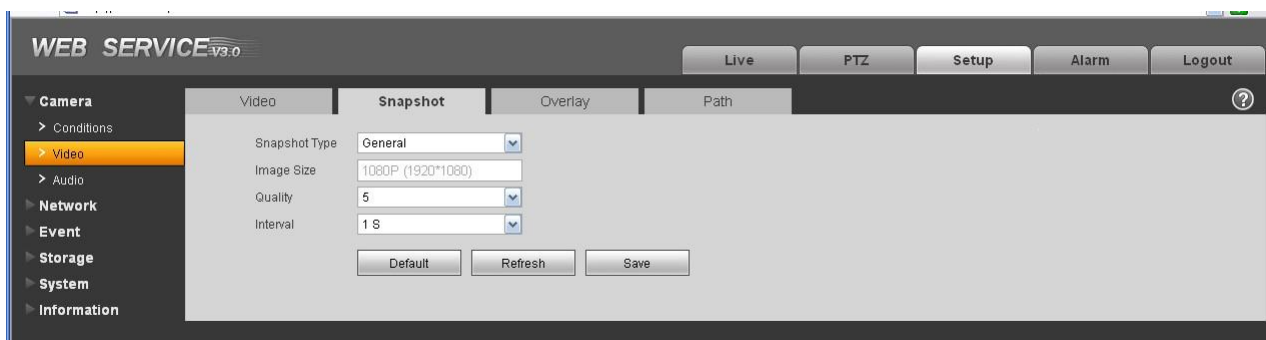 WEB SERVICE V3.0
Live PTZ Setup Alarm Logout
Camera
Conditions
Video
Audio
Network
Event
Storage
System
Information
Video Snapshot Overlay Path
?
Snapshot Type General
Image Size 1080P (1920*1080)
Quality 5
Interval 1 S
Default Refresh Save